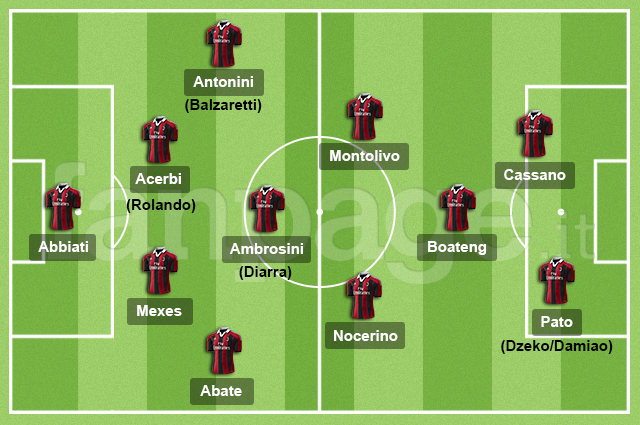 Antonini
(Balzaretti)
Montolivo
Acerbi
(Rolando)
Cassano
Abbiati
Ambrosini
(Diarra)
Boateng
Mexes
Nocerino
Pato
(Dzeko/Damiao)
Abate
fanpage.it